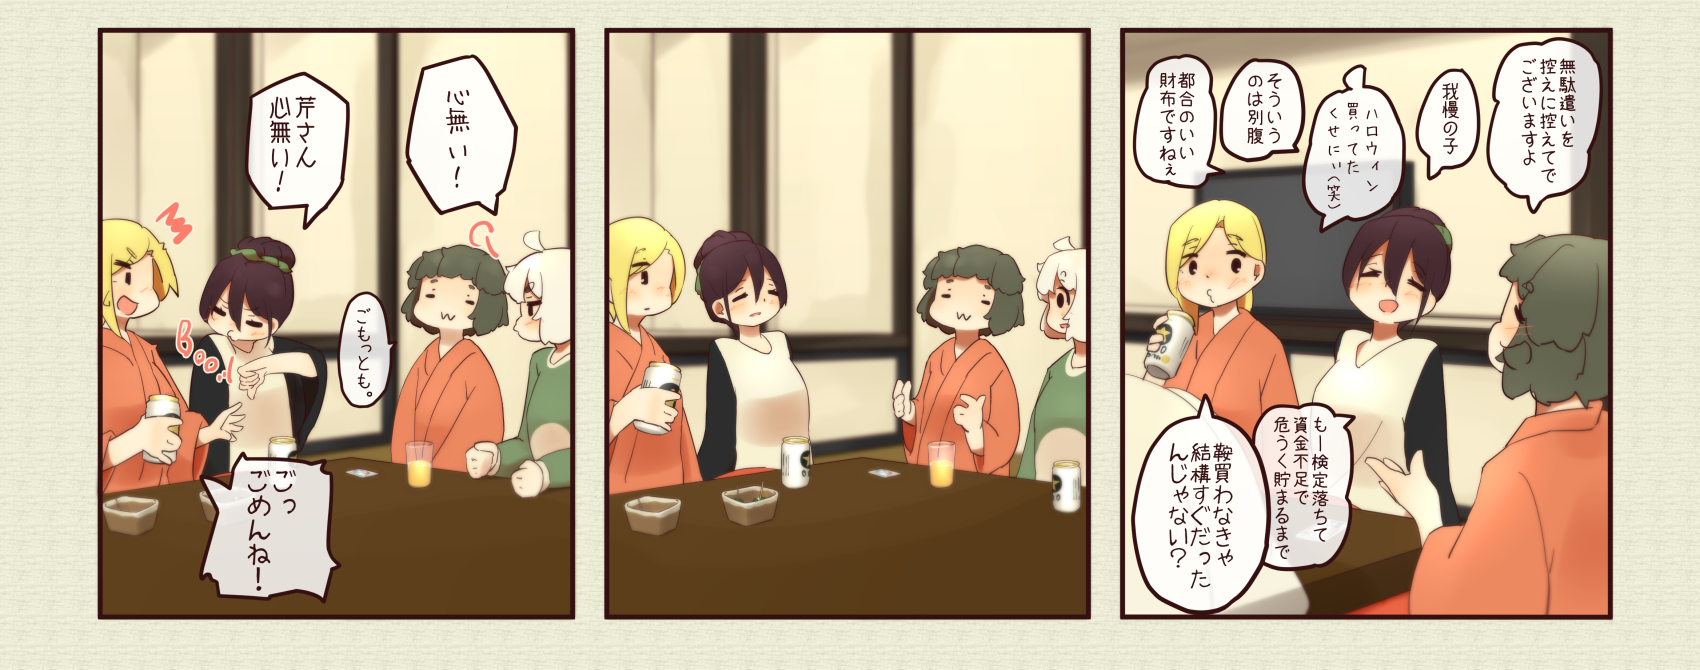 無駄遣いを
控えに控えてで
ございますよ
我慢の子
ハロウィン
買ってた
くせにぃ(笑)
そういう
のは別腹
都合のいい
財布ですねぇ
もー検定落ちて
資金不足で
危うく貯まるまで
鞍買わなきゃ
結構すぐだった
んじゃない?
心無い!
芹さん
心無い!
ごもっとも。
Boo!!
ごっ
ごめんね!